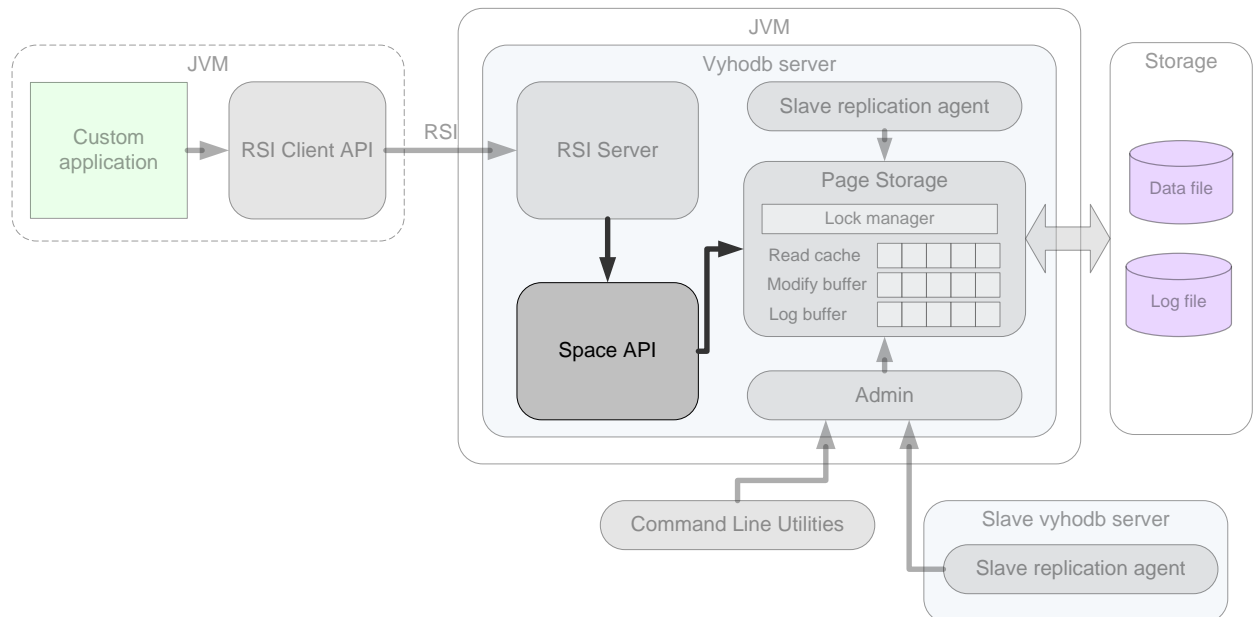 JVM
Custom
application
RSI Client API
RSI
JVM
Vyhodb server
RSI Server
Space API
Slave replication agent
Page Storage
Lock manager
Read cache
Modify buffer
Log buffer
Admin
Storage
Data file
Log file
Command Line Utilities
Slave vyhodb server
Slave replication agent